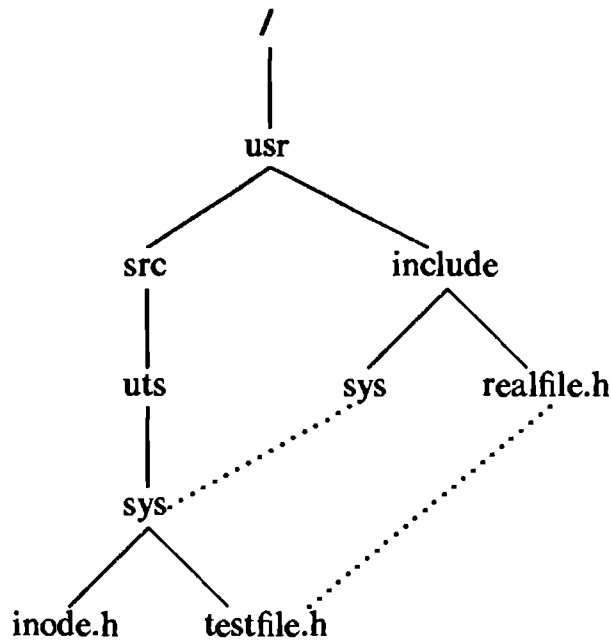 /
usr
src include
uts sys realfile.h
sys
inode.h testfile.h